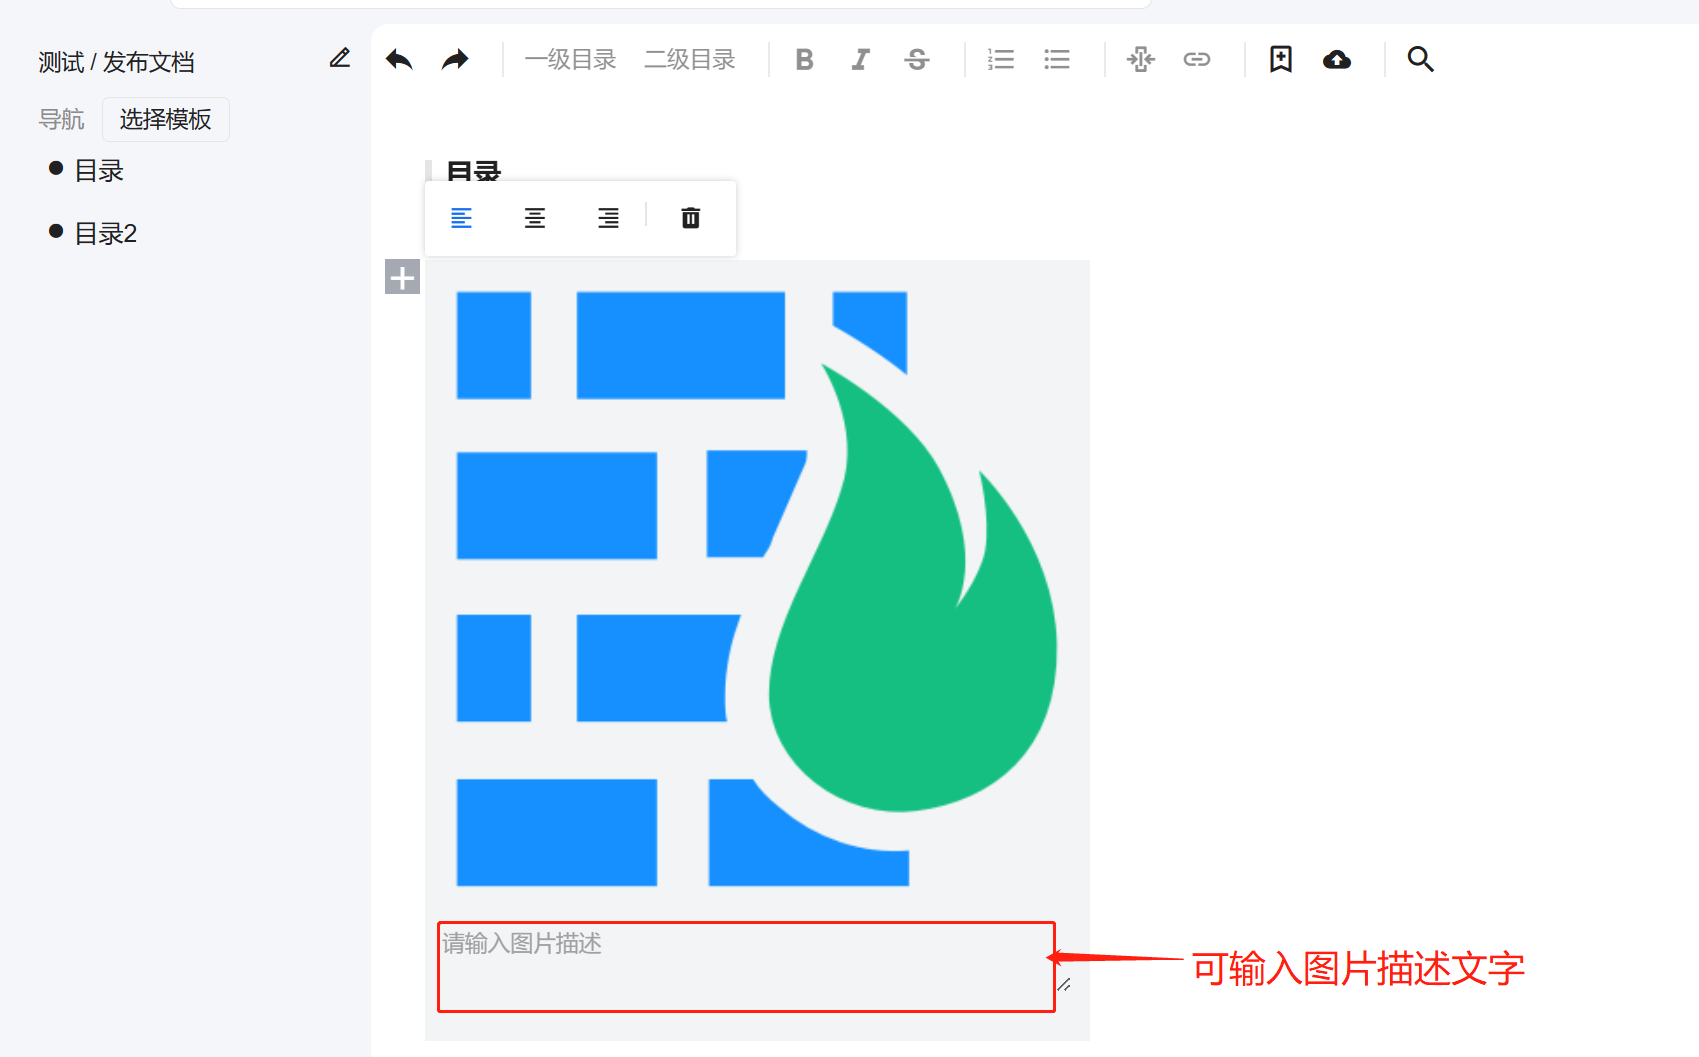 测试 / 发布文档
一级目录 二级目录 B I S
导航 选择模板
目录
目录2
目录
请输入图片描述
可输入图片描述文字